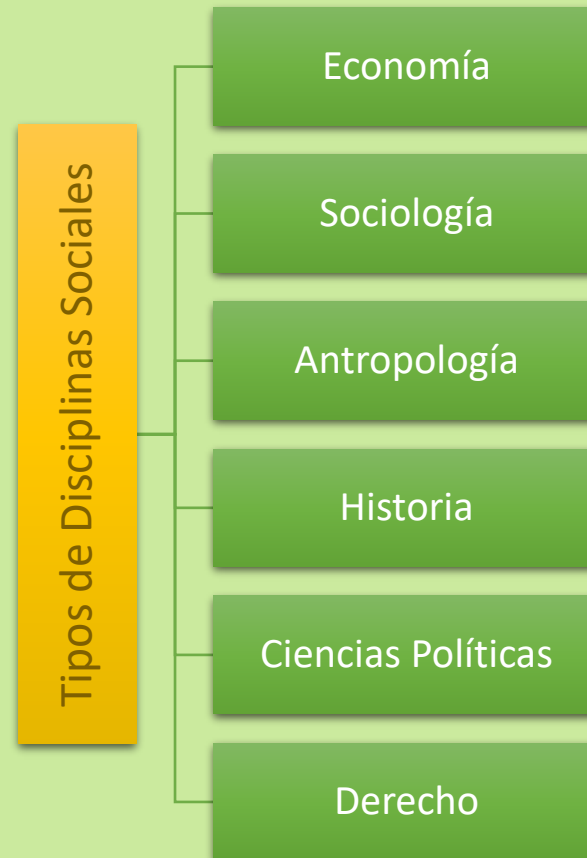 Tipos de Disciplinas Sociales
Economía
Sociología
Antropología
Historia
Ciencias Políticas
Derecho